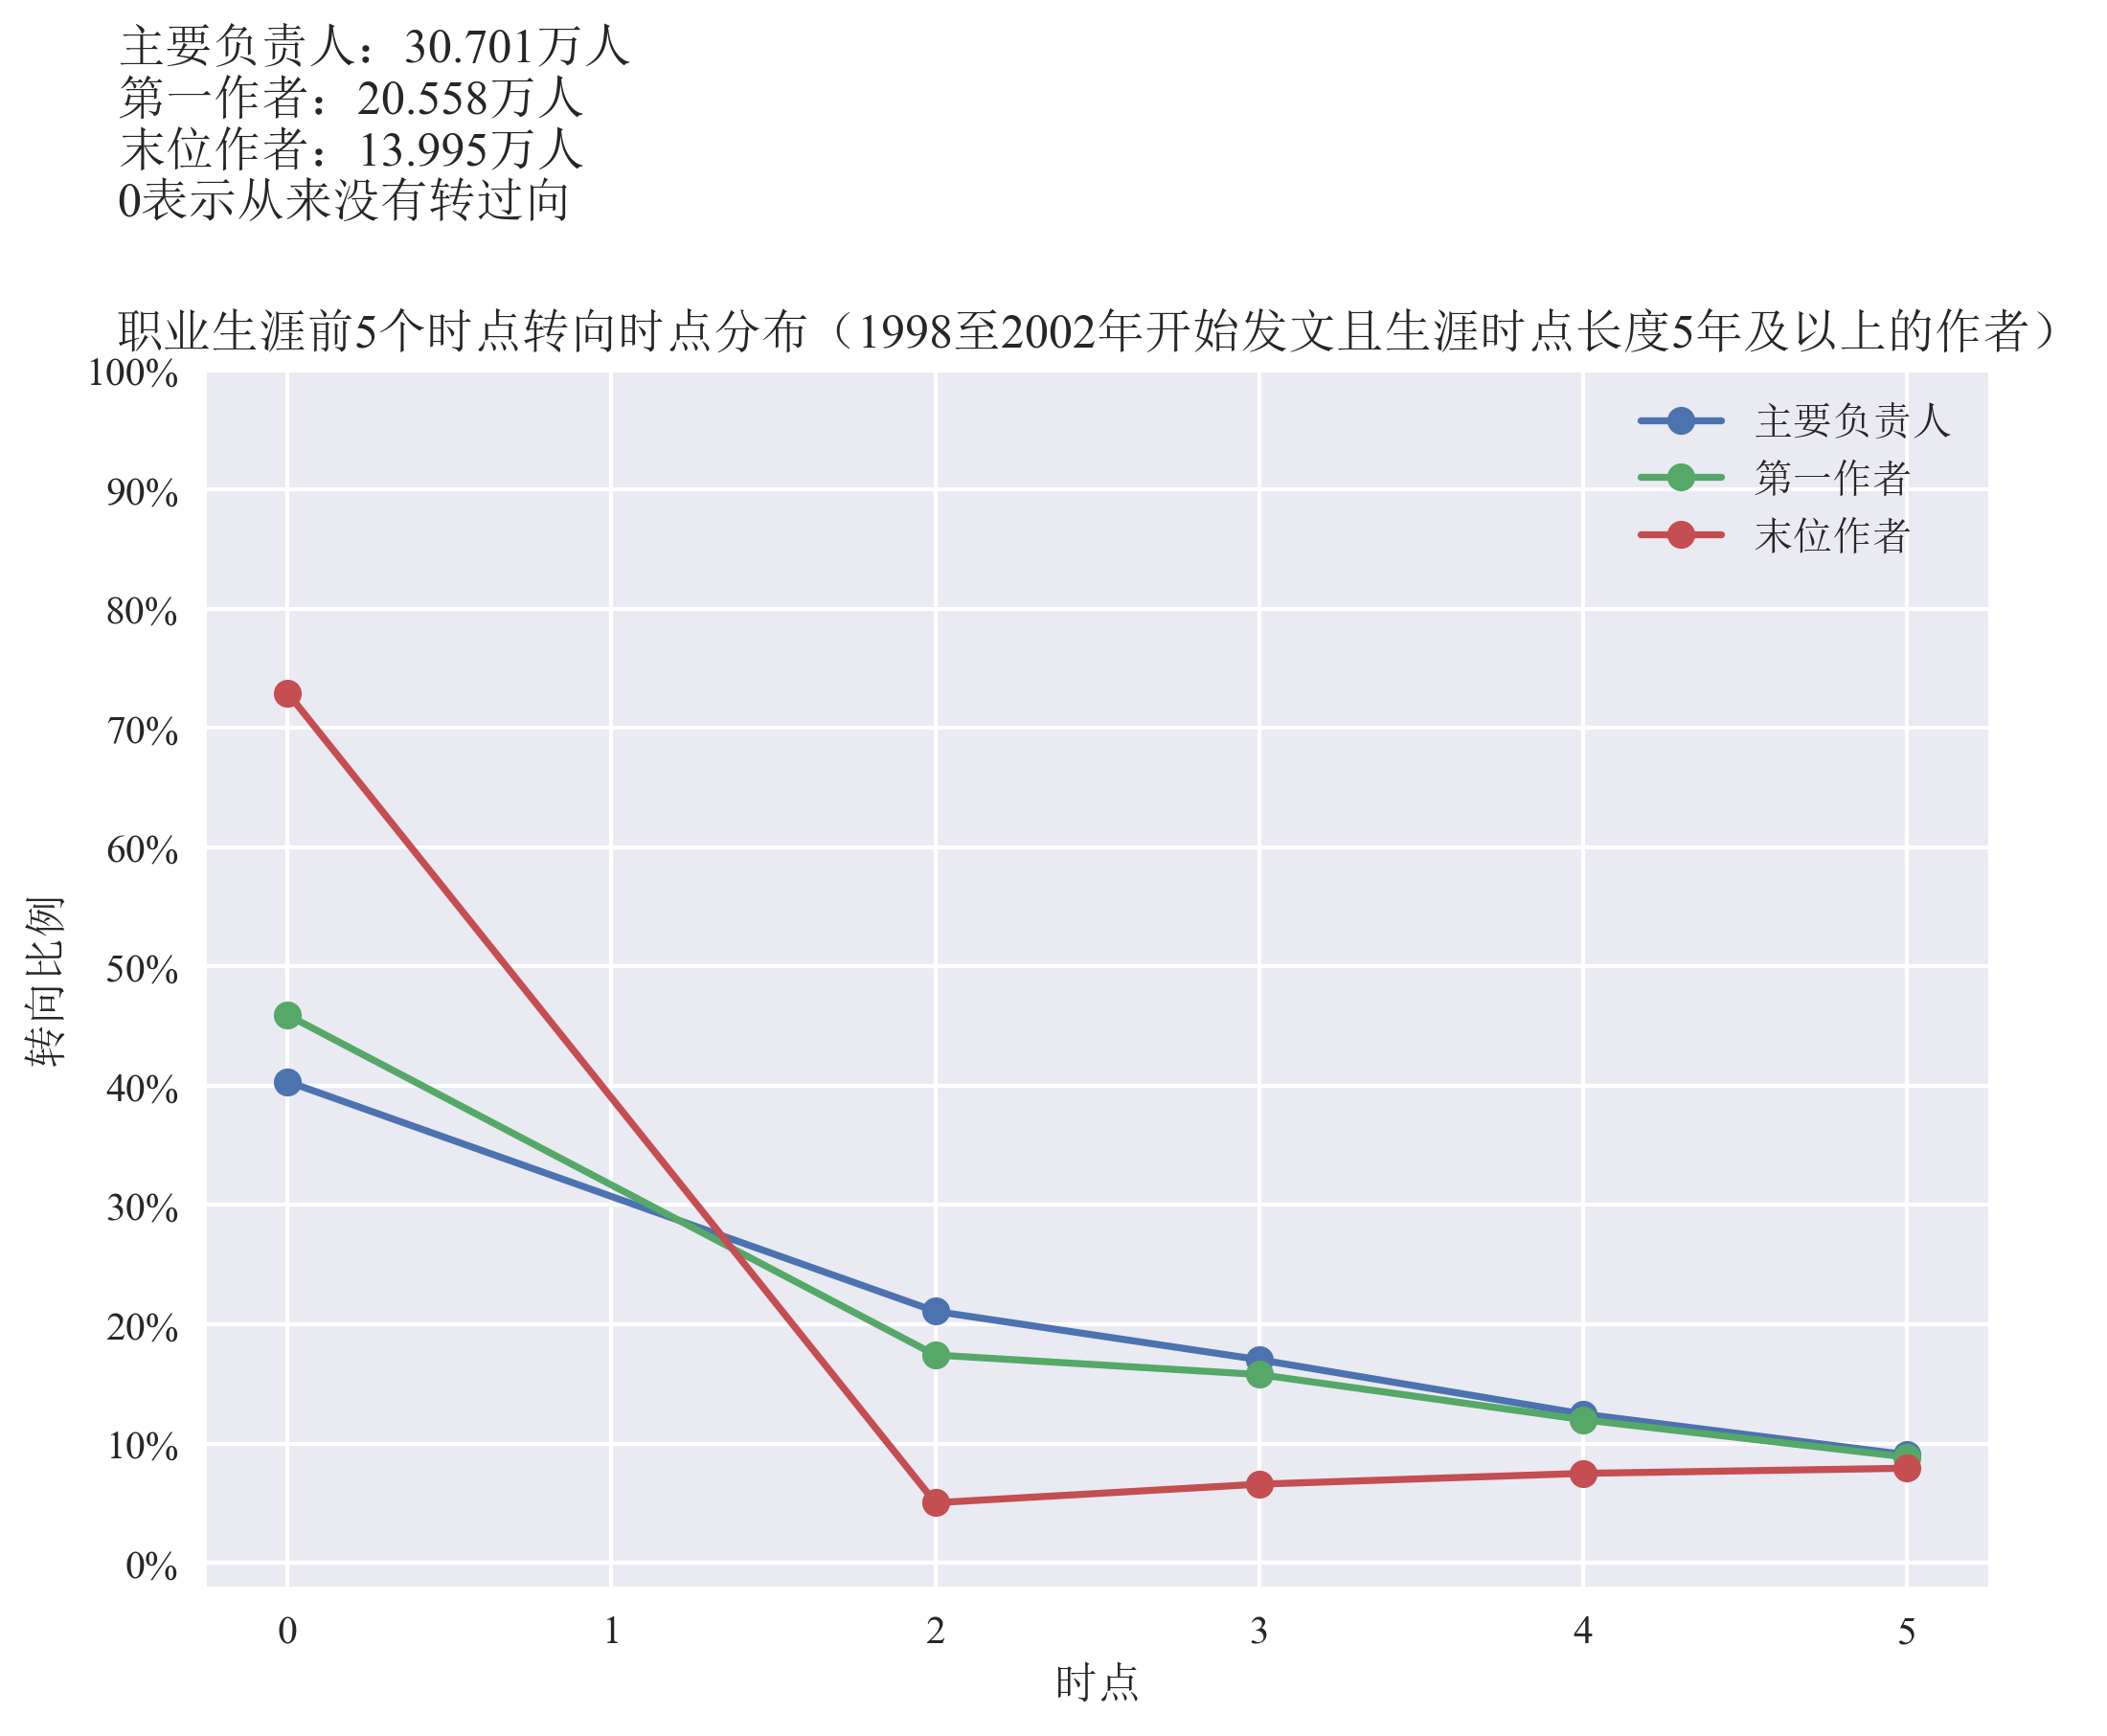 主要负责人：30.701万人
第一作者：20.558万人
末位作者：13.995万人
0表示从来没有转过向
职业生涯前5个时点转向时点分布（1998至2002年开始发文且生涯时点长度5年及以上的作者）
100%
90%
80%
70%
60%
50%
40%
30%
20%
10%
0%
转向比例
主要负责人
第一作者
末位作者
0
1
2
3
4
5
时点